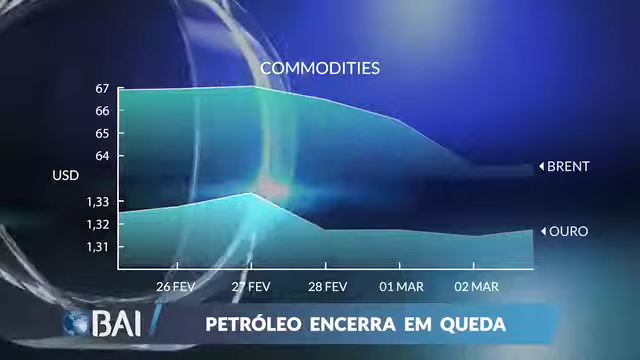 COMMODITIES
67
66
65
64
USD
1,33
1,32
1,31
BRENT
OURO
26 FEV 27 FEV 28 FEV 01 MAR 02 MAR
BAI PETRÓLEO ENCERRA EM QUEDA